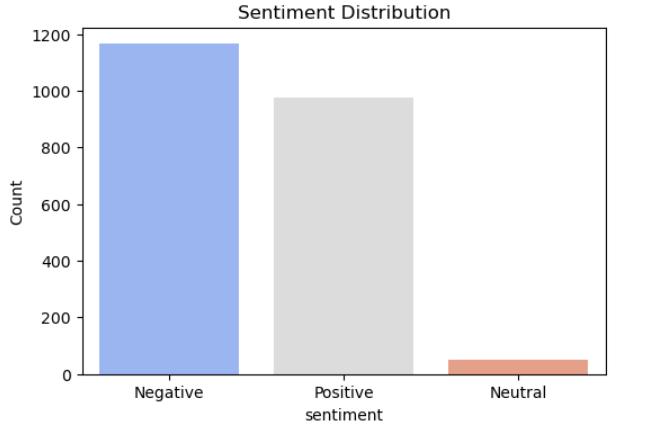 Sentiment Distribution
1200
1000
800
600
400
200
0
Count
Negative
Positive
Neutral
sentiment